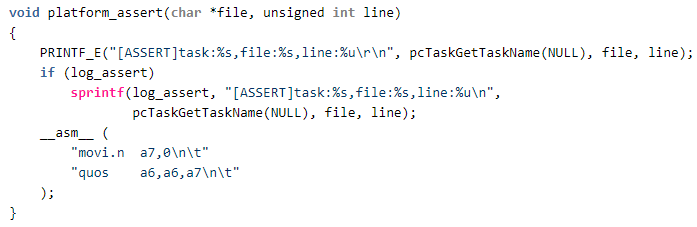 void platform_assert(char *file, unsigned int line)
{
    PRINTF_E("[ASSERT]task:%s,file:%s,line:%u\r\n", pcTaskGetTaskName(NULL), file, line);
    if (log_assert)
        sprintf(log_assert, "[ASSERT]task:%s,file:%s,line:%u\n",
                pcTaskGetTaskName(NULL), file, line);
    __asm__ (
        "movi.n  a7,0\n\t"
        "quos    a6,a6,a7\n\t"
    );
}